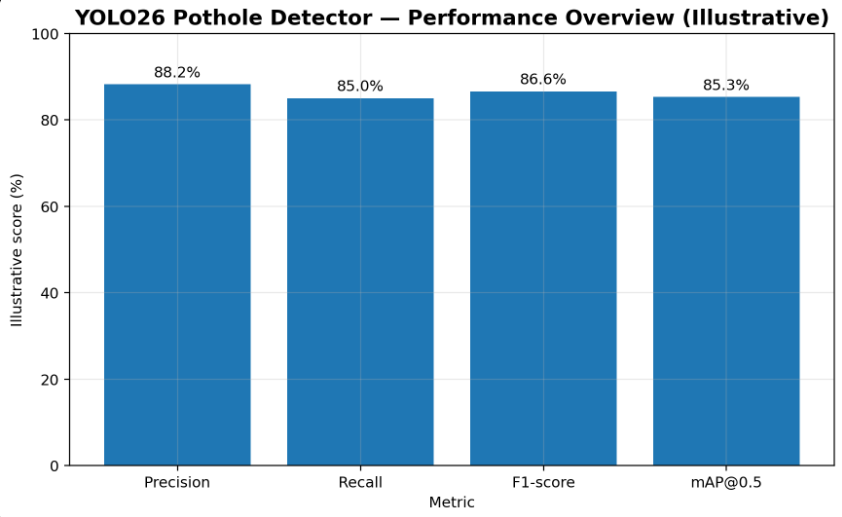 YOLO26 Pothole Detector — Performance Overview (Illustrative)
100
80
60
40
20
0
Illustrative score (%)
88.2%
85.0%
86.6%
85.3%
Precision
Recall
F1-score
mAP@0.5
Metric